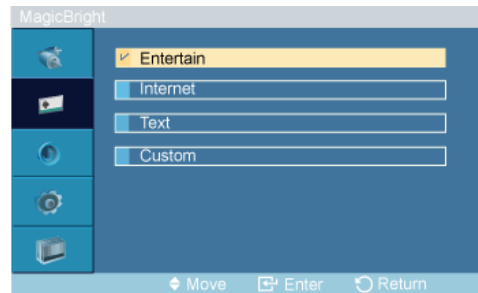 MagicBright
Entertain
Internet
Text
Custom
Move Enter Return